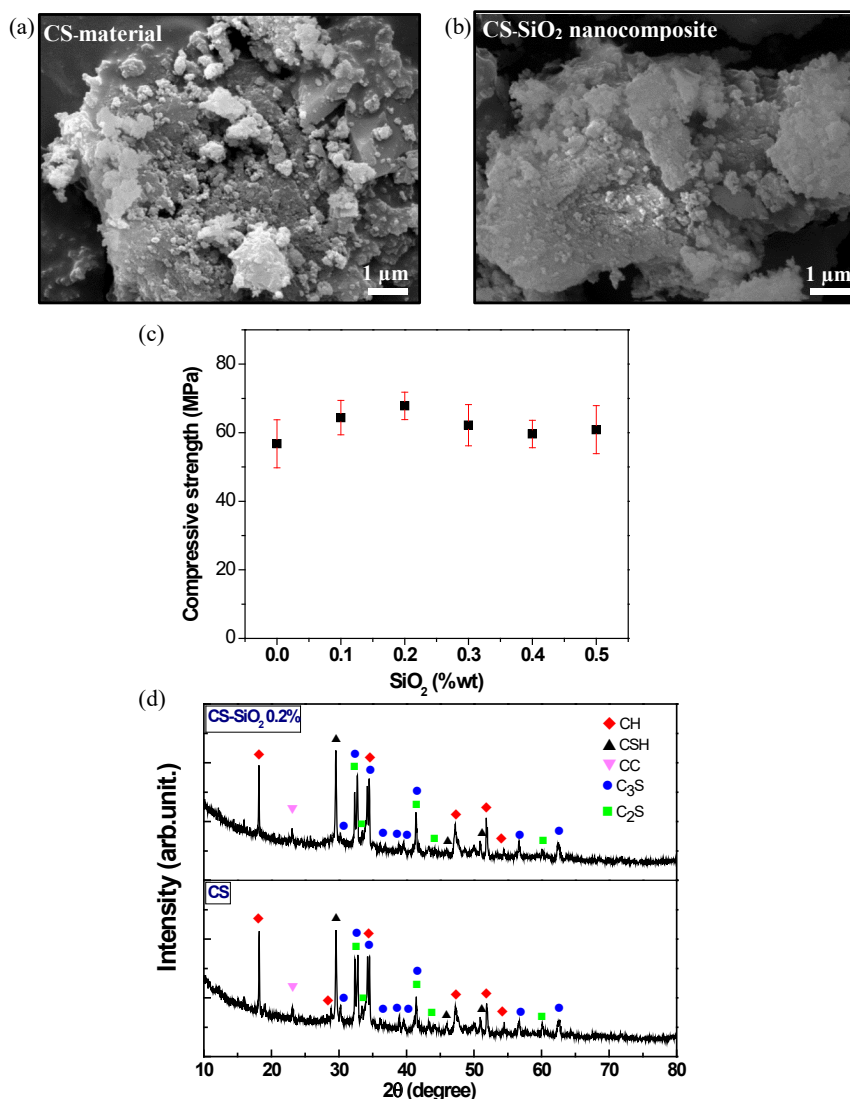 (a)
CS-material
1 µm
(b)
CS-SiO₂ nanocomposite
1 µm
(c)
Compressive strength (MPa)
80
60
40
20
0
0.0 0.1 0.2 0.3 0.4 0.5
SiO₂ (%wt)
(d)
CS-SiO₂ 0.2%
CH
CSH
CC
C₃S
C₂S
CS
Intensity (arb.unit.)
10 20 30 40 50 60 70 80
2θ (degree)